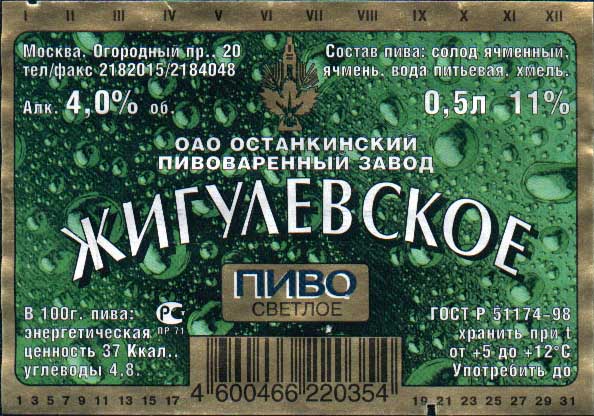 I II III IV V VI VII VIII IX X XI XII
Москва, Огородный пр.. 20
тел/факс 2182015/2184048
Алк. 4,0% об.
Состав пива: солод ячменный,
ячмень, вода питьевая, хмель.
0,5л 11%
ОАО ОСТАНКИНСКИЙ
ПИВОВАРЕННЫЙ ЗАВОД
ЖИГУЛЕВСКОЕ
ПИВО
СВЕТЛОЕ
В 100г. пива:
энергетическая
ценность 37 Ккал.,
углеводы 4,8.
РС
ПР 71
ГОСТ Р 51174-98
хранить при t
от +5 до +12°С
Употребить до
4 600466 220354
1 3 5 7 9 11 13 15 17
19 21 23 25 27 29 31